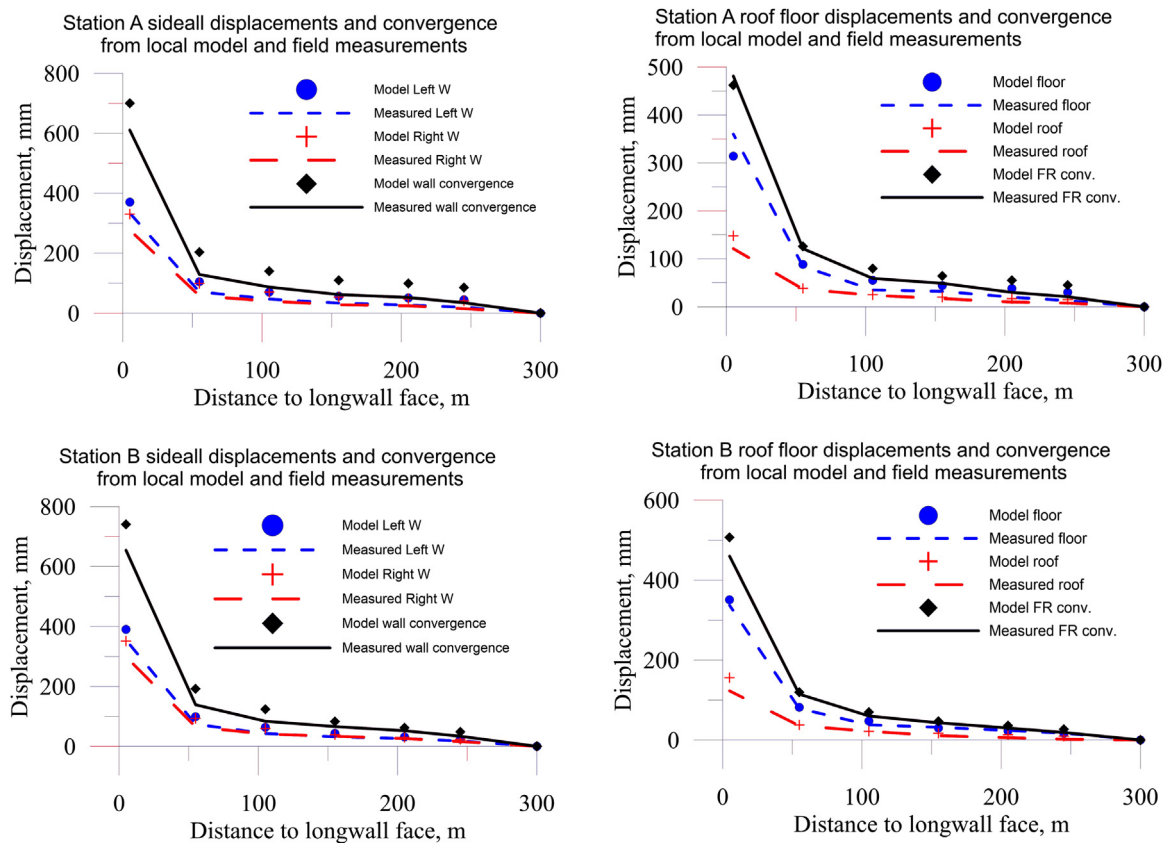 Station A sideall displacements and convergence
from local model and field measurements
800
600
400
200
0
Displacement, mm
Model Left W
Measured Left W
Model Right W
Measured Right W
Model wall convergence
Measured wall convergence
0 100 200 300
Distance to longwall face, m
Station A roof floor displacements and convergence
from local model and field measurements
500
400
300
200
100
0
Displacement, mm
Model floor
Measured floor
Model roof
Measured roof
Model FR conv.
Measured FR conv.
0 100 200 300
Distance to longwall face, m
Station B sideall displacements and convergence
from local model and field measurements
800
600
400
200
0
Displacement, mm
Model Left W
Measured Left W
Model Right W
Measured Right W
Model wall convergence
Measured wall convergence
0 100 200 300
Distance to longwall face, m
Station B roof floor displacements and convergence
from local model and field measurements
600
400
200
0
Displacement, mm
Model floor
Measured floor
Model roof
Measured roof
Model FR conv.
Measured FR conv.
0 100 200 300
Distance to longwall face, m